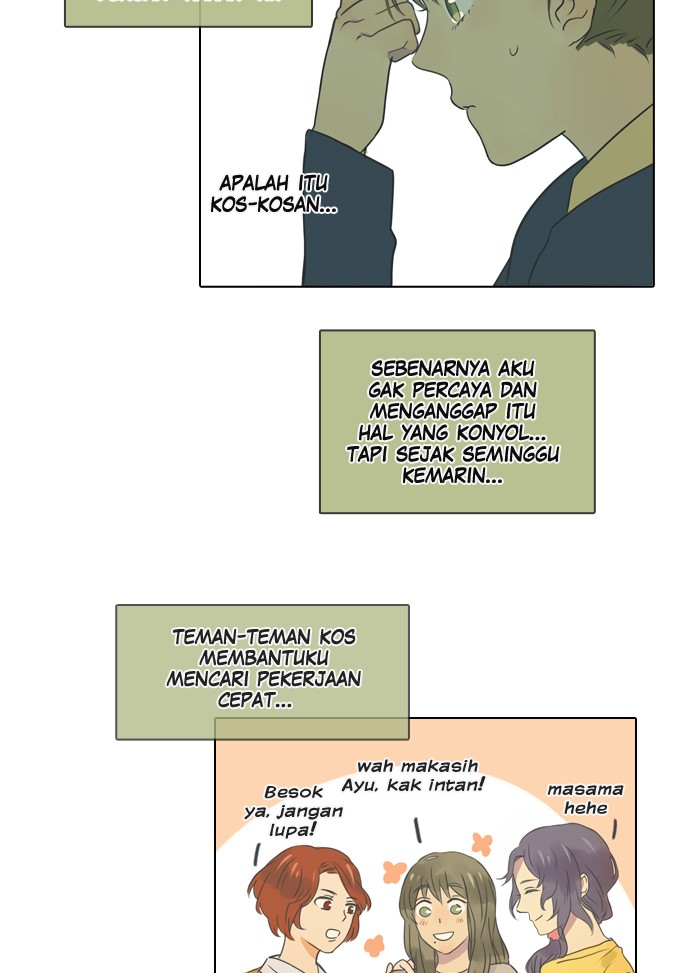 APALAH ITU
KOS-KOSAN...
SEBENARNYA AKU
GAK PERCAYA DAN
MENGANGGAP ITU
HAL YANG KONYOL...
TAPI SEJAK SEMINGGU
KEMARIN...
TEMAN-TEMAN KOS
MEMBANTUKU
MENCARI PEKERJAAN
CEPAT...
Besok
ya, jangan
lupa!
wah makasih
Ayu, kak intan!
masama
hehe